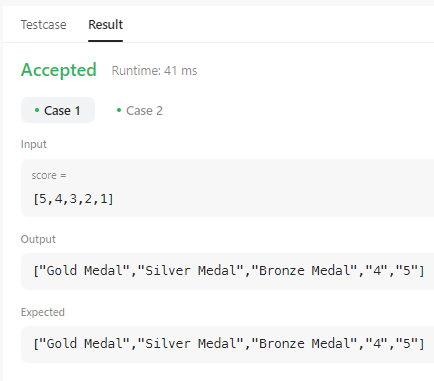 Testcase Result
Accepted Runtime: 41 ms
• Case 1 • Case 2
Input
score =
[5,4,3,2,1]
Output
["Gold Medal","Silver Medal","Bronze Medal","4","5"]
Expected
["Gold Medal","Silver Medal","Bronze Medal","4","5"]